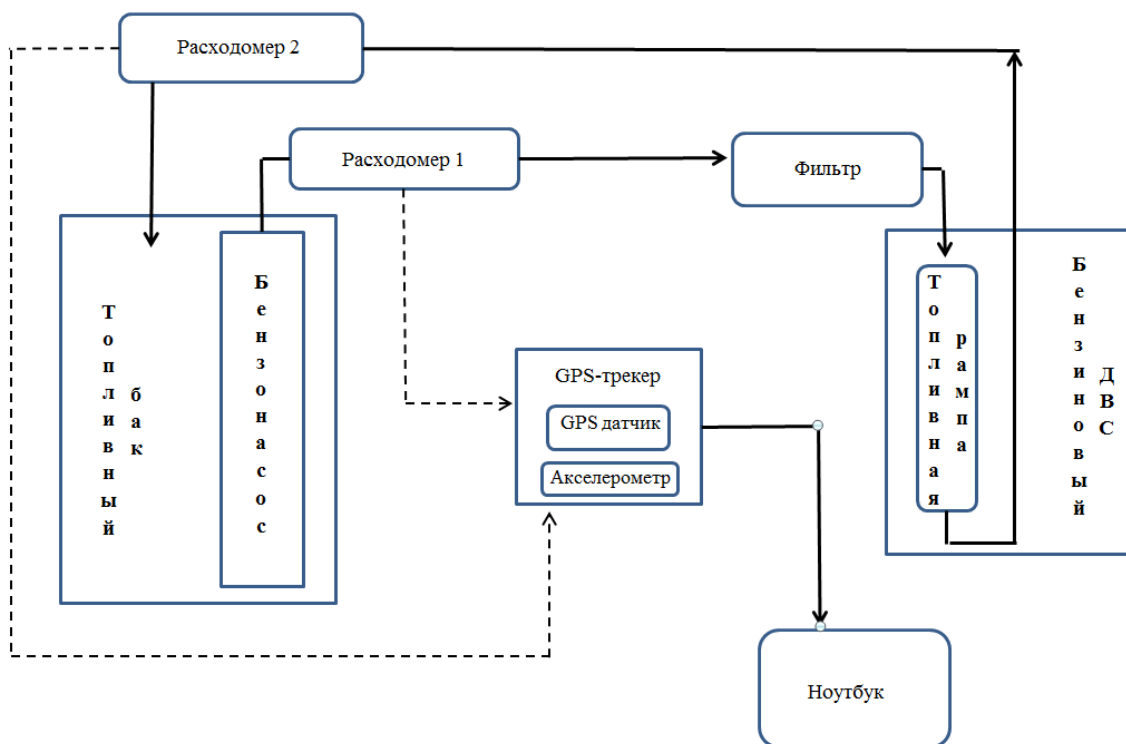 Расходомер 2
Расходомер 1
Фильтр
Топливный
бак
Бензонасос
GPS-трекер
GPS датчик
Акселерометр
Топливная
рампа
Бензиновый
ДВС
Ноутбук